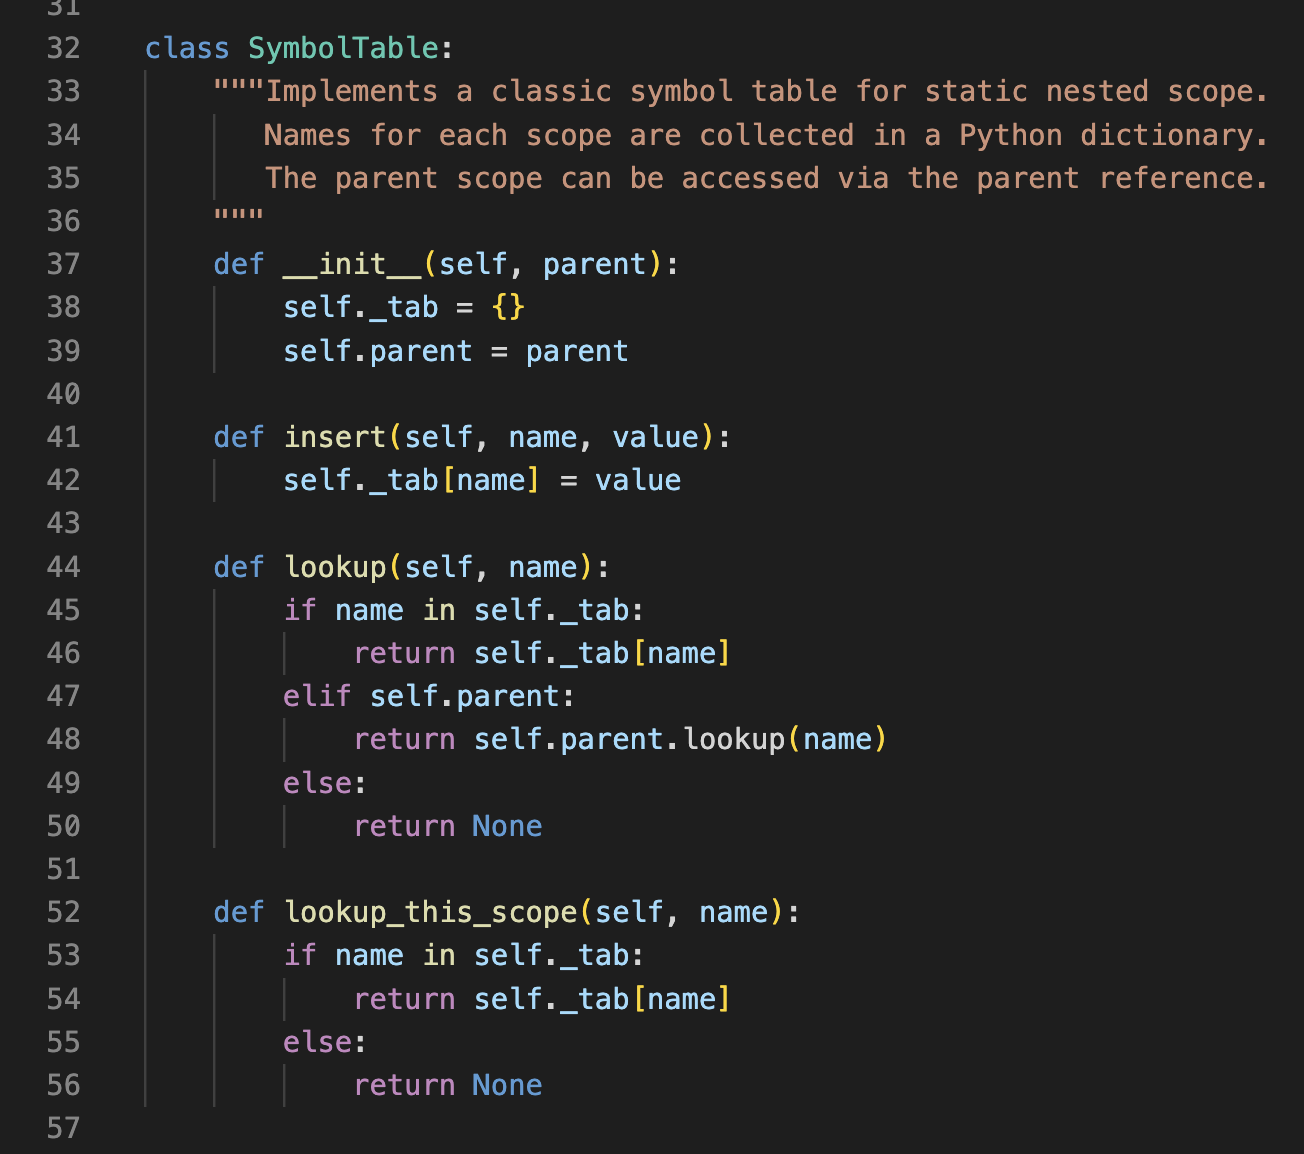 31
32 class SymbolTable:
33 """Implements a classic symbol table for static nested scope.
34 Names for each scope are collected in a Python dictionary.
35 The parent scope can be accessed via the parent reference.
36 """
37 def __init__(self, parent):
38 self._tab = {}
39 self.parent = parent
40
41 def insert(self, name, value):
42 self._tab[name] = value
43
44 def lookup(self, name):
45 if name in self._tab:
46 return self._tab[name]
47 elif self.parent:
48 return self.parent.lookup(name)
49 else:
50 return None
51
52 def lookup_this_scope(self, name):
53 if name in self._tab:
54 return self._tab[name]
55 else:
56 return None
57